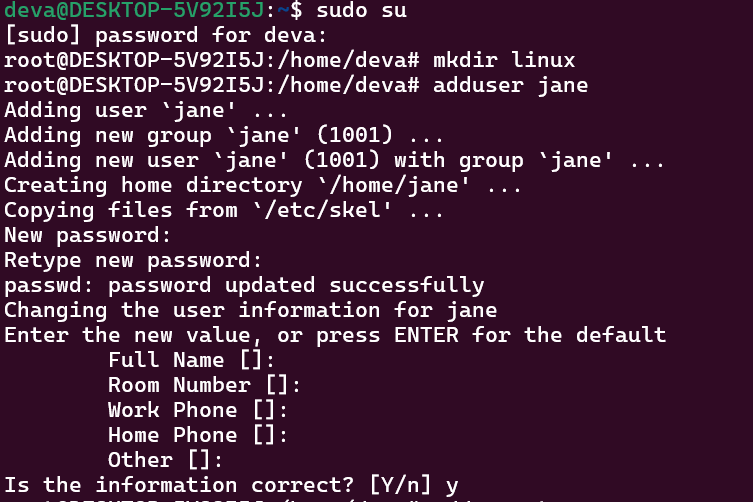 deva@DESKTOP-5V92I5J:~$ sudo su
[sudo] password for deva:
root@DESKTOP-5V92I5J:/home/deva# mkdir linux
root@DESKTOP-5V92I5J:/home/deva# adduser jane
Adding user `jane' ...
Adding new group `jane' (1001) ...
Adding new user `jane' (1001) with group `jane' ...
Creating home directory `/home/jane' ...
Copying files from `/etc/skel' ...
New password:
Retype new password:
passwd: password updated successfully
Changing the user information for jane
Enter the new value, or press ENTER for the default
Full Name []:
Room Number []:
Work Phone []:
Home Phone []:
Other []:
Is the information correct? [Y/n] y